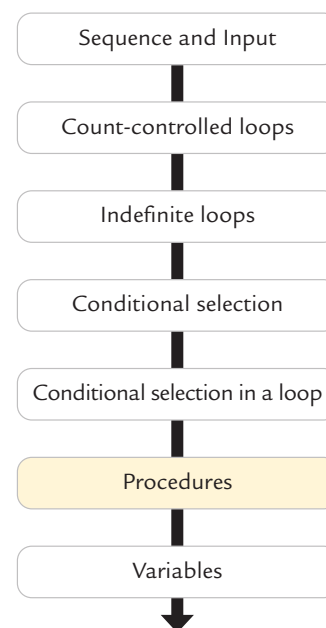 Sequence and Input
Count-controlled loops
Indefinite loops
Conditional selection
Conditional selection in a loop
Procedures
Variables